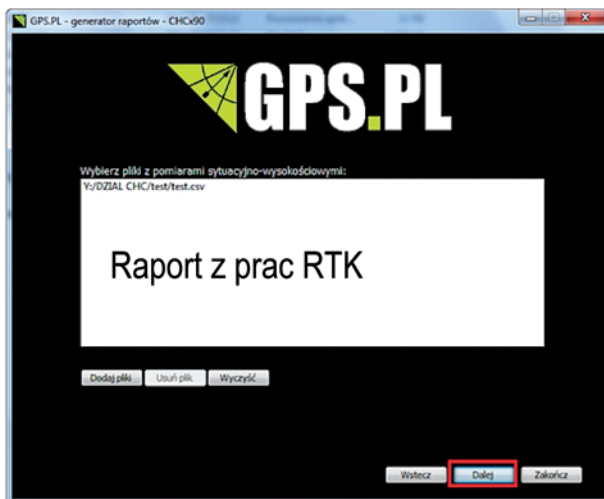 GPS.PL - generator raportów - CHCx90
GPS.PL
Wybierz pliki z pomiarami sytuacyjno-wysokościowymi:
Y:/DZIAL CHC/test/test.csv
Raport z prac RTK
Dodaj pliki Usuń plik Wyczyść
Wstecz Dalej Zakończ